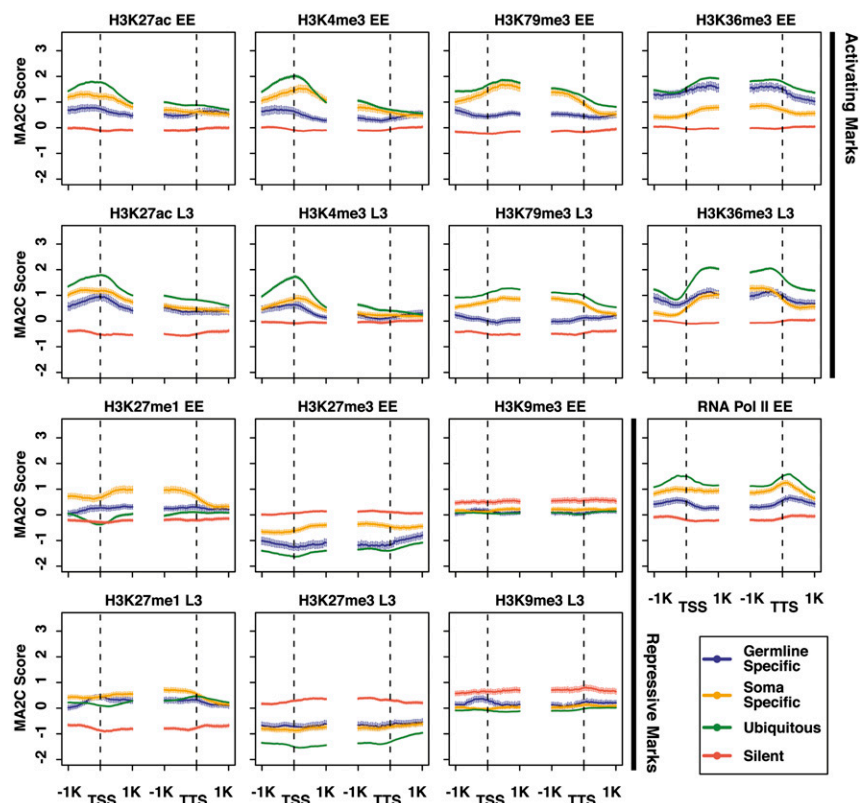 H3K27ac EE H3K4me3 EE H3K79me3 EE H3K36me3 EE
MA2C Score
3
2
1
0
-1
-2
Activating Marks
H3K27ac L3 H3K4me3 L3 H3K79me3 L3 H3K36me3 L3
MA2C Score
3
2
1
0
-1
-2
H3K27me1 EE H3K27me3 EE H3K9me3 EE RNA Pol II EE
MA2C Score
3
2
1
0
-1
-2
-1K TSS 1K -1K TTS 1K
H3K27me1 L3 H3K27me3 L3 H3K9me3 L3
MA2C Score
3
2
1
0
-1
-2
Repressive Marks
Germline
Specific
Soma
Specific
Ubiquitous
Silent
-1K TSS 1K -1K TTS 1K -1K TSS 1K -1K TTS 1K -1K TSS 1K -1K TTS 1K